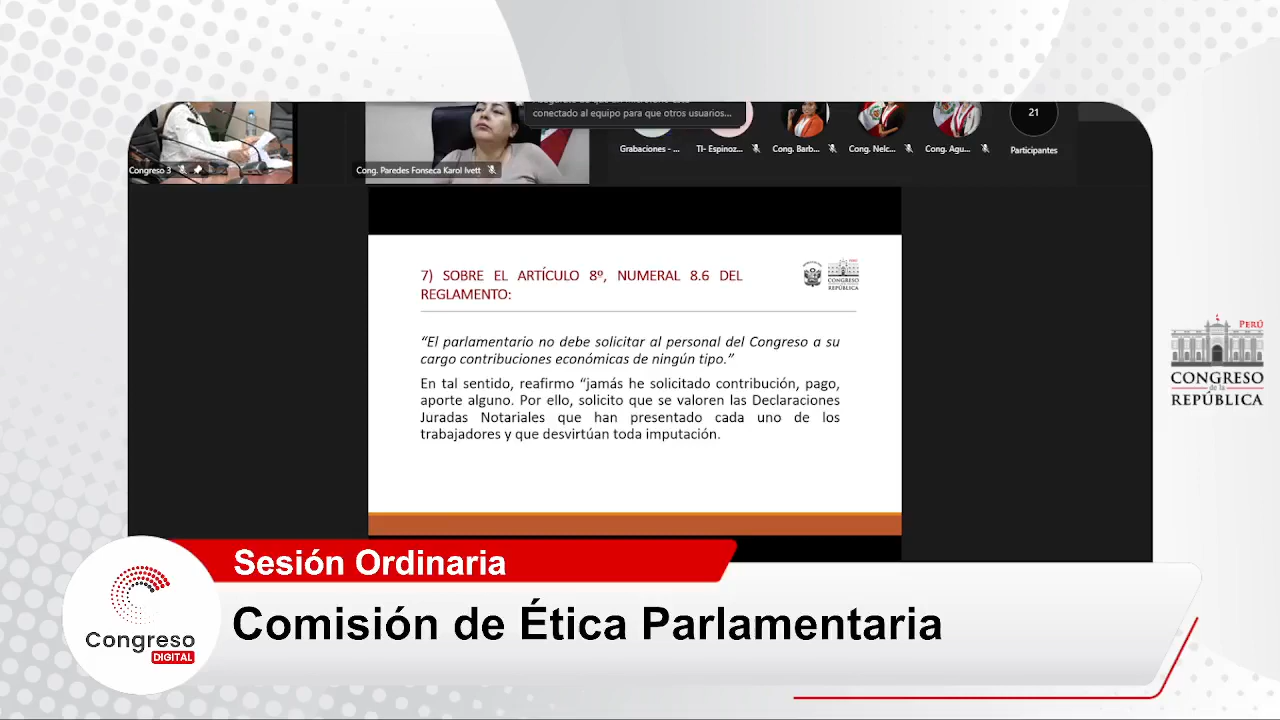 conectado al equipo para que otros usuarios...
Congreso 3
Cong. Paredes Fonseca Karol Ivett
Grabaciones - ...
TI- Espinoz...
Cong. Barb...
Cong. Nelc...
Cong. Agu...
21
Participantes
7) SOBRE EL ARTÍCULO 8º, NUMERAL 8.6 DEL
REGLAMENTO:
CONGRESO
REPÚBLICA
“El parlamentario no debe solicitar al personal del Congreso a su
cargo contribuciones económicas de ningún tipo.”
En tal sentido, reafirmo “jamás he solicitado contribución, pago,
aporte alguno. Por ello, solicito que se valoren las Declaraciones
Juradas Notariales que han presentado cada uno de los
trabajadores y que desvirtúan toda imputación.
PERÚ
CONGRESO
de la
REPÚBLICA
Sesión Ordinaria
Comisión de Ética Parlamentaria
Congreso
DIGITAL